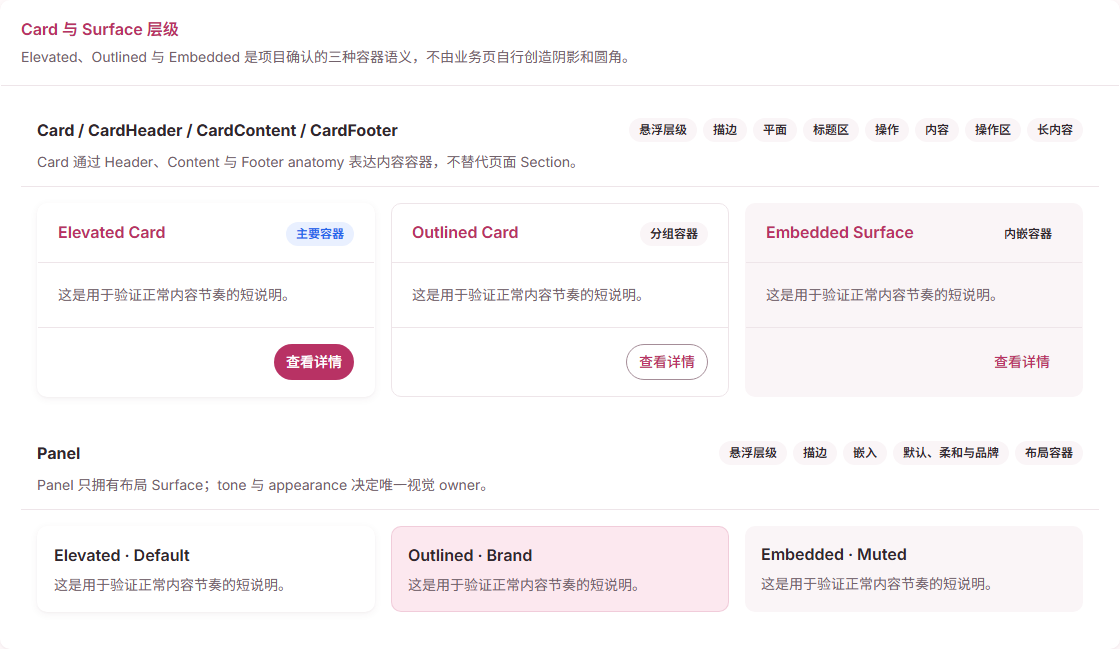 Card 与 Surface 层级
Elevated、Outlined 与 Embedded 是项目确认的三种容器语义，不由业务页自行创造阴影和圆角。
Card / CardHeader / CardContent / CardFooter
悬浮层级 描边 平面 标题区 操作 内容 操作区 长内容
Card 通过 Header、Content 与 Footer anatomy 表达内容容器，不替代页面 Section。
Elevated Card 主要容器
这是用于验证正常内容节奏的短说明。
查看详情
Outlined Card 分组容器
这是用于验证正常内容节奏的短说明。
查看详情
Embedded Surface 内嵌容器
这是用于验证正常内容节奏的短说明。
查看详情
Panel
悬浮层级 描边 嵌入 默认、柔和与品牌 布局容器
Panel 只拥有布局 Surface；tone 与 appearance 决定唯一视觉 owner。
Elevated · Default
这是用于验证正常内容节奏的短说明。
Outlined · Brand
这是用于验证正常内容节奏的短说明。
Embedded · Muted
这是用于验证正常内容节奏的短说明。